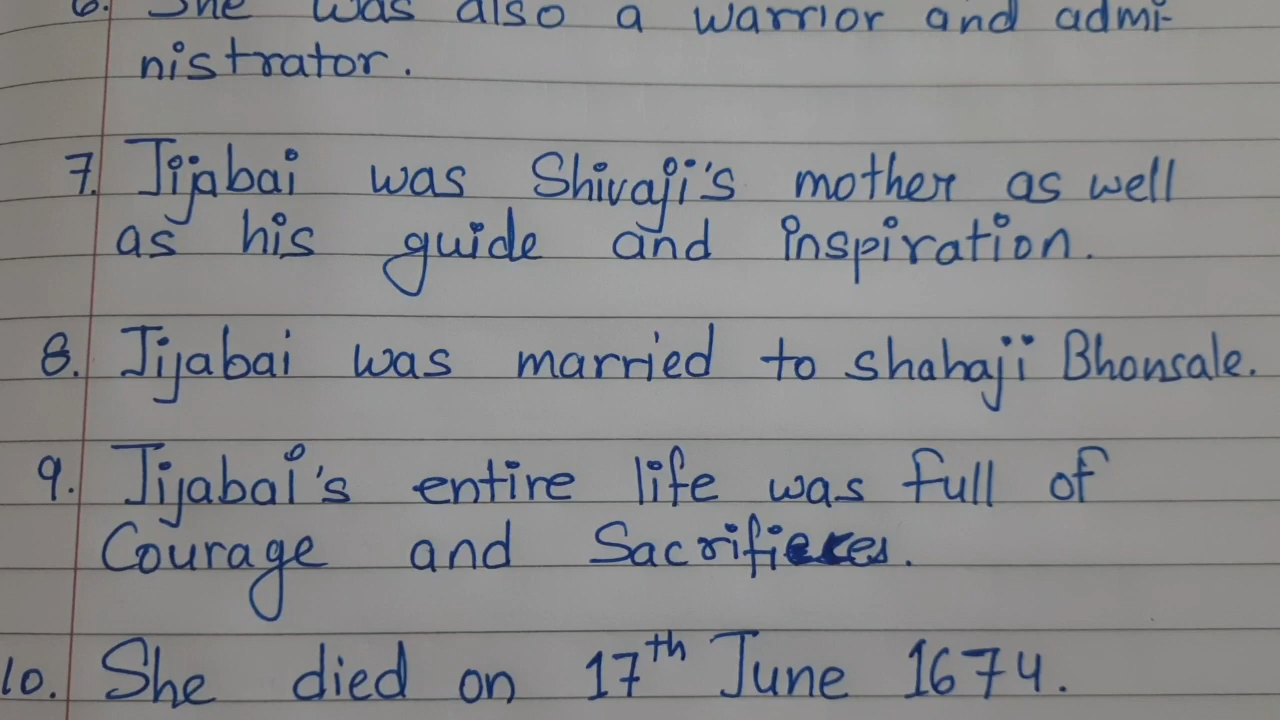 6. She was also a warrior and admi-
nistrator.
7. Jijabai was Shivaji's mother as well
as his guide and inspiration.
8. Jijabai was married to shahaji Bhonsale.
9. Jijabai's entire life was full of
Courage and Sacrifices.
10. She died on 17th June 1674.